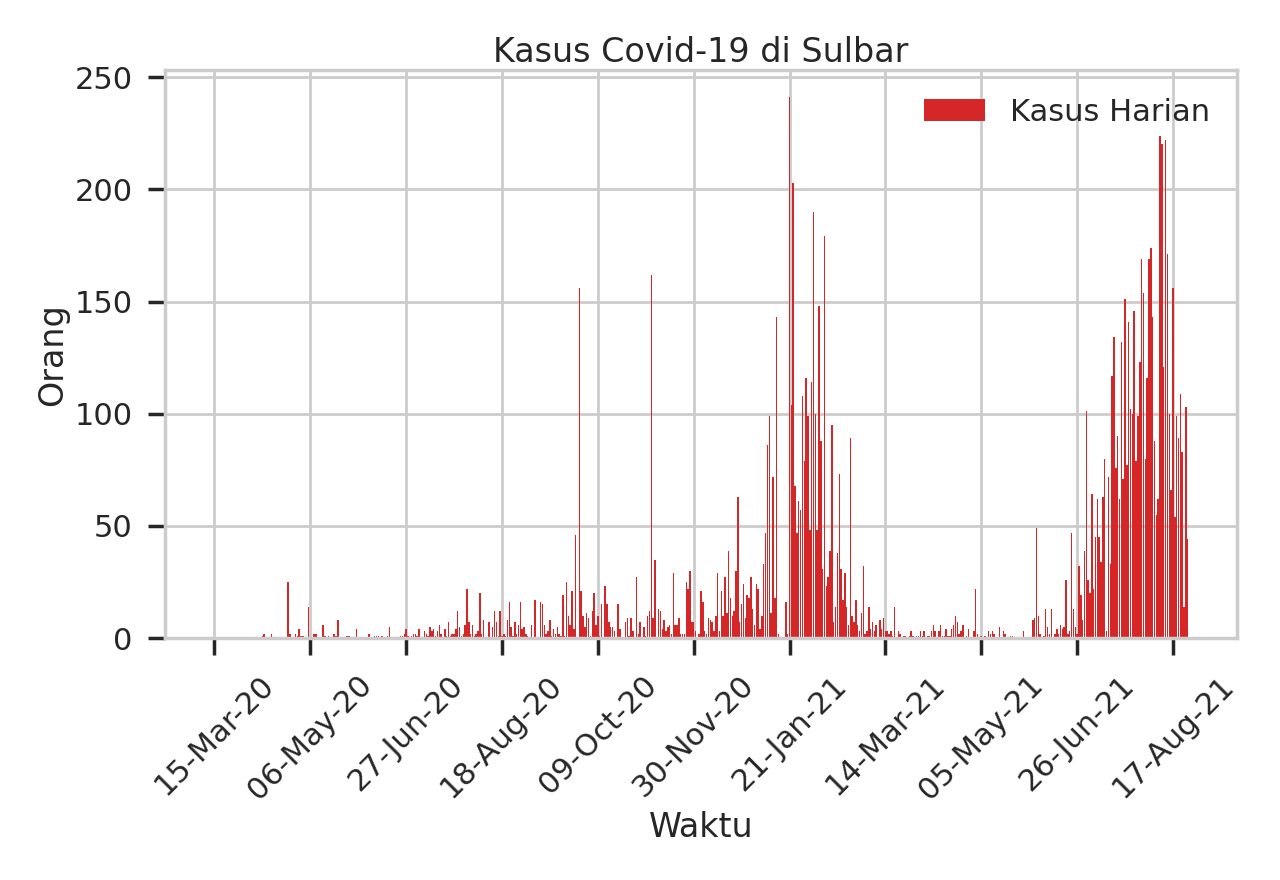 Kasus Covid-19 di Sulbar
250
200
150
100
50
0
Orang
Kasus Harian
15-Mar-20
06-May-20
27-Jun-20
18-Aug-20
09-Oct-20
30-Nov-20
21-Jan-21
14-Mar-21
05-May-21
26-Jun-21
17-Aug-21
Waktu